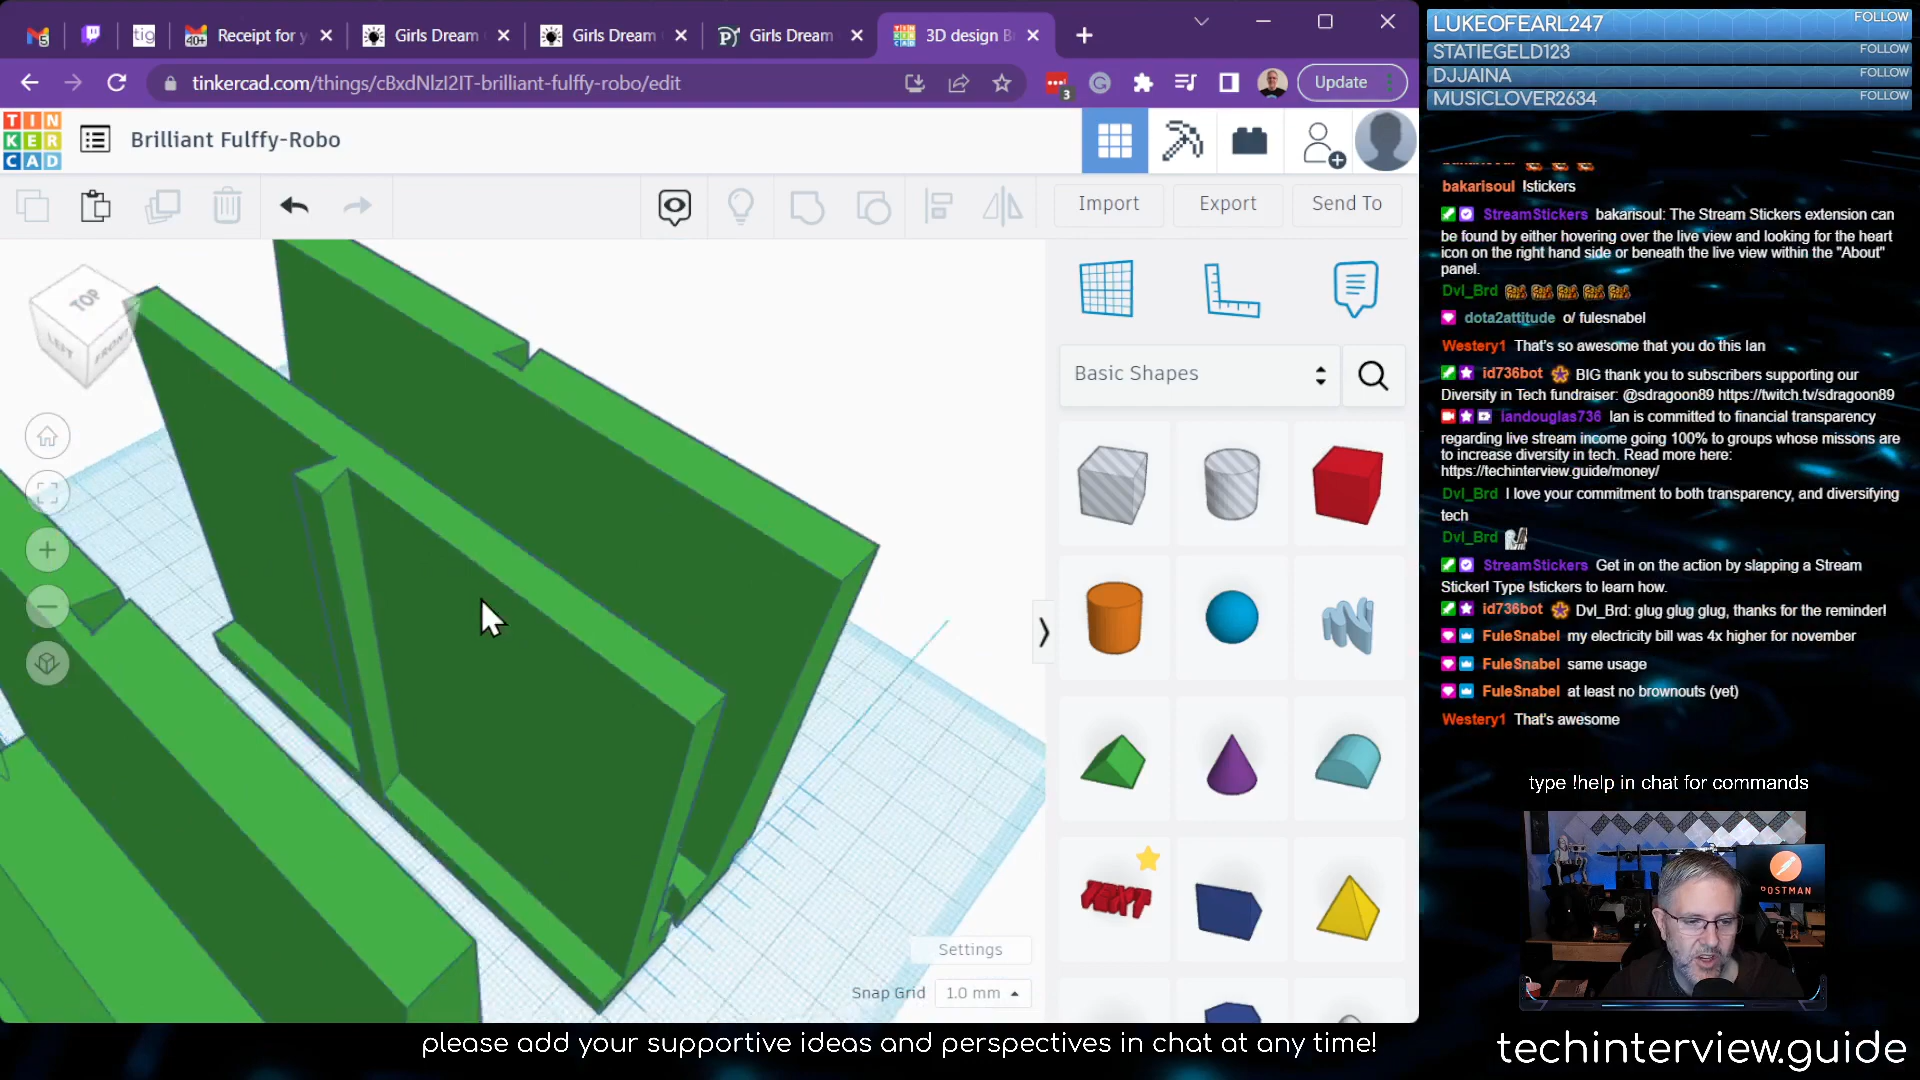 Receipt for y
Girls Dream
Girls Dream
Girls Dream
3D design B
tinkercad.com/things/cBxdNlzI2IT-brilliant-fulffy-robo/edit
Update
TIN
KER
CAD
Brilliant Fulffy-Robo
Import
Export
Send To
TOP
LEFT
FRONT
Basic Shapes
TEXT
Settings
Snap Grid
1.0 mm
LUKEOFEARL247 FOLLOW
STATIEGELD123 FOLLOW
DJJAINA FOLLOW
MUSICLOVER2634 FOLLOW
bakarisoul !stickers
StreamStickers bakarisoul: The Stream Stickers extension can
be found by either hovering over the live view and looking for the heart
icon on the right hand side or beneath the live view within the "About"
panel.
Dvl_Brd
dota2attitude o/ fulesnabel
Westery1 That's so awesome that you do this Ian
id736bot BIG thank you to subscribers supporting our
Diversity in Tech fundraiser: @sdragoon89 https://twitch.tv/sdragoon89
iandouglas736 Ian is committed to financial transparency
regarding live stream income going 100% to groups whose missons are
to increase diversity in tech. Read more here:
https://techinterview.guide/money/
Dvl_Brd I love your commitment to both transparency, and diversifying
tech
Dvl_Brd
StreamStickers Get in on the action by slapping a Stream
Sticker! Type !stickers to learn how.
id736bot Dvl_Brd: glug glug glug, thanks for the reminder!
FuleSnabel my electricity bill was 4x higher for november
FuleSnabel same usage
FuleSnabel at least no brownouts (yet)
Westery1 That's awesome
type !help in chat for commands
POSTMAN
please add your supportive ideas and perspectives in chat at any time!
techinterview.guide